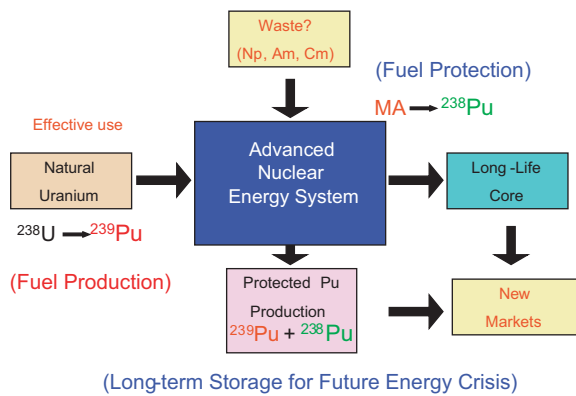 Waste?
(Np, Am, Cm)
(Fuel Protection)
MA → ²³⁸Pu
Effective use
Natural
Uranium
Advanced
Nuclear
Energy System
Long -Life
Core
²³⁸U → ²³⁹Pu
(Fuel Production)
Protected Pu
Production
²³⁹Pu + ²³⁸Pu
New
Markets
(Long-term Storage for Future Energy Crisis)